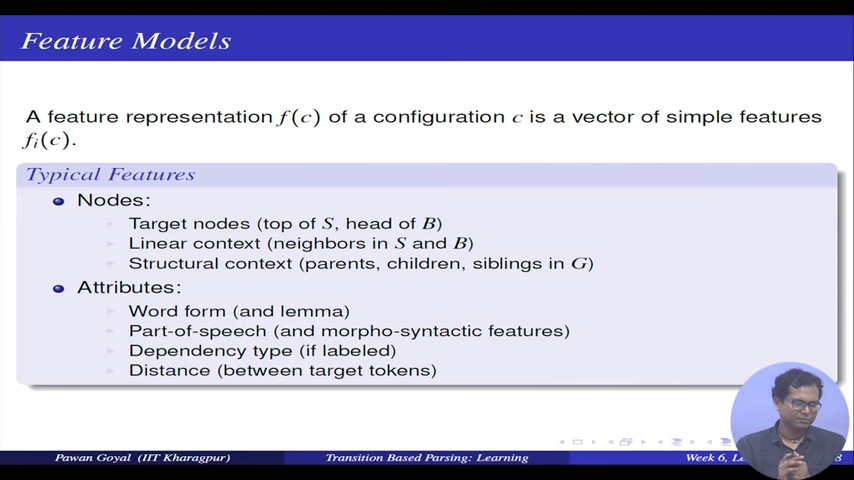 Feature Models
A feature representation f(c) of a configuration c is a vector of simple features
fi(c).
Typical Features
Nodes:
Target nodes (top of S, head of B)
Linear context (neighbors in S and B)
Structural context (parents, children, siblings in G)
Attributes:
Word form (and lemma)
Part-of-speech (and morpho-syntactic features)
Dependency type (if labeled)
Distance (between target tokens)
Pawan Goyal (IIT Kharagpur) Transition Based Parsing: Learning Week 6,